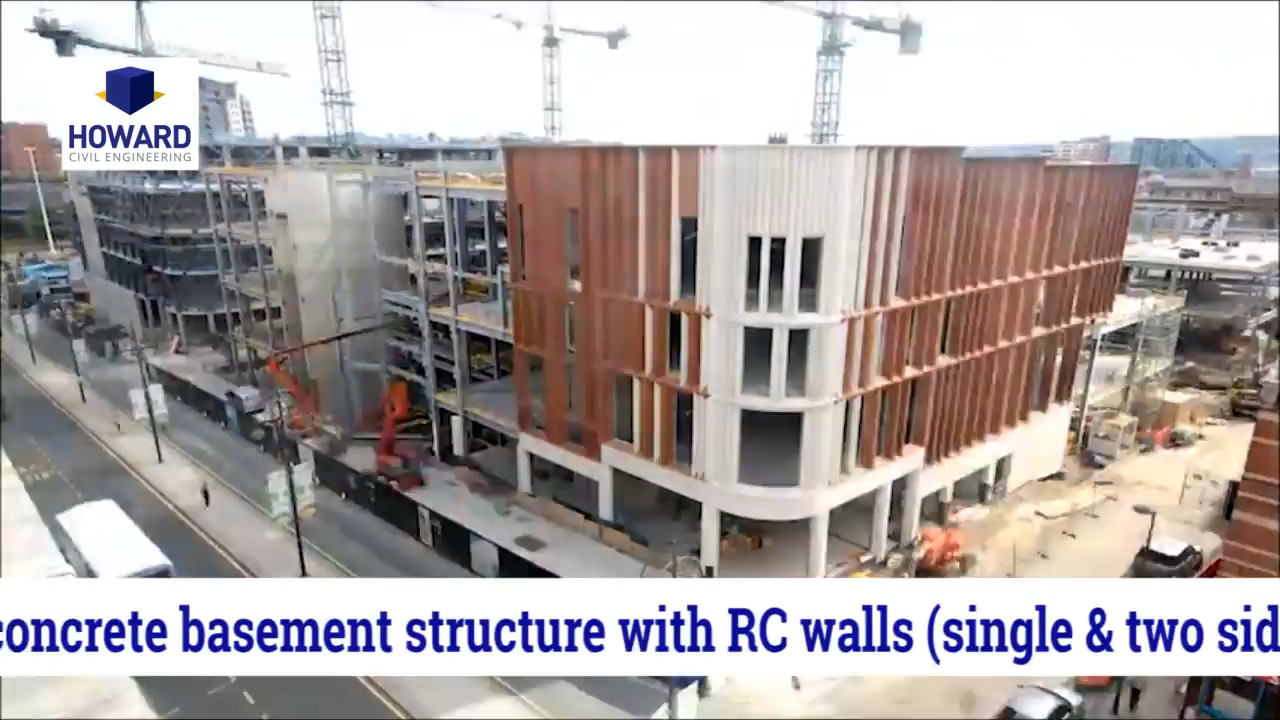 HOWARD
CIVIL ENGINEERING
concrete basement structure with RC walls (single & two sid